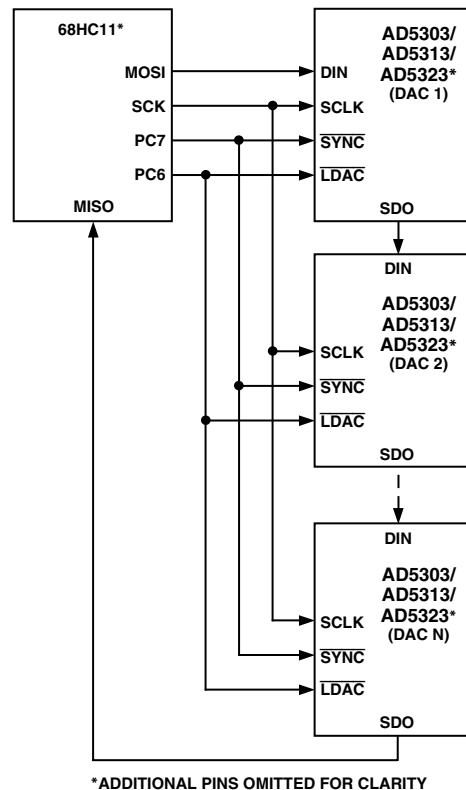 68HC11*
MOSI
SCK
PC7
PC6
MISO
AD5303/
AD5313/
AD5323*
(DAC 1)
DIN
SCLK
SYNC
LDAC
SDO
DIN
AD5303/
AD5313/
AD5323*
(DAC 2)
SCLK
SYNC
LDAC
SDO
DIN
AD5303/
AD5313/
AD5323*
(DAC N)
SCLK
SYNC
LDAC
SDO
*ADDITIONAL PINS OMITTED FOR CLARITY